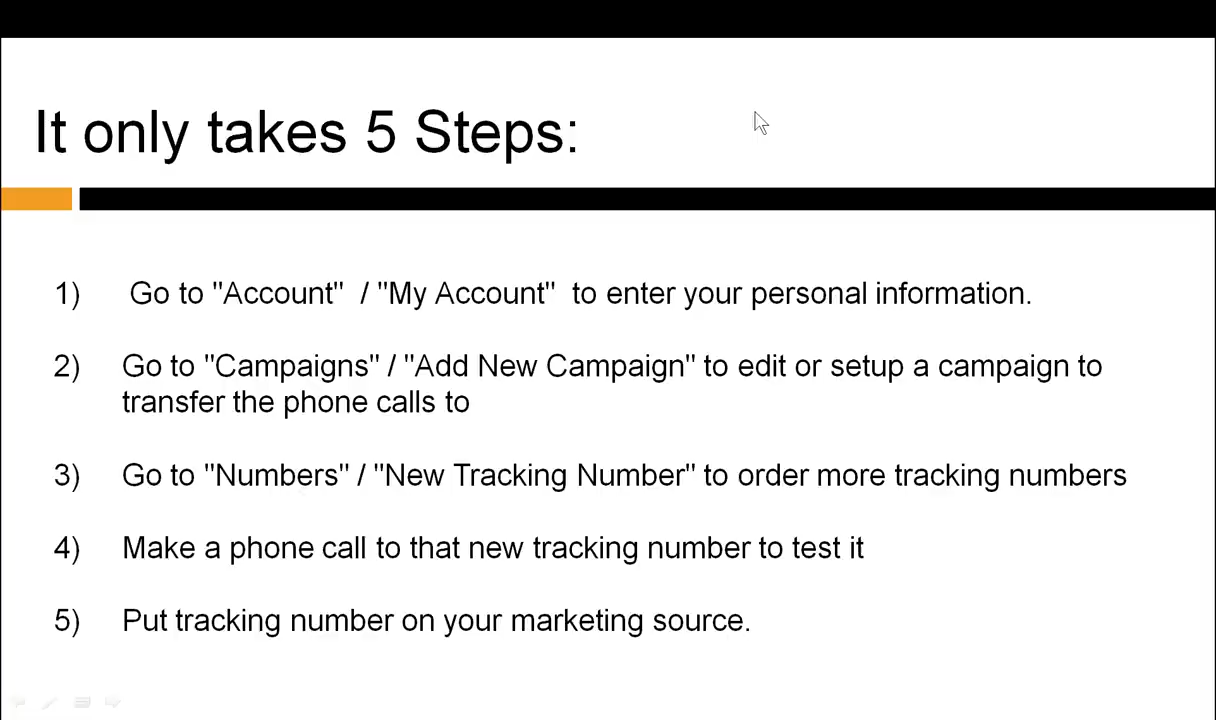 It only takes 5 Steps:
1) Go to "Account" / "My Account" to enter your personal information.
2) Go to "Campaigns" / "Add New Campaign" to edit or setup a campaign to
transfer the phone calls to
3) Go to "Numbers" / "New Tracking Number" to order more tracking numbers
4) Make a phone call to that new tracking number to test it
5) Put tracking number on your marketing source.